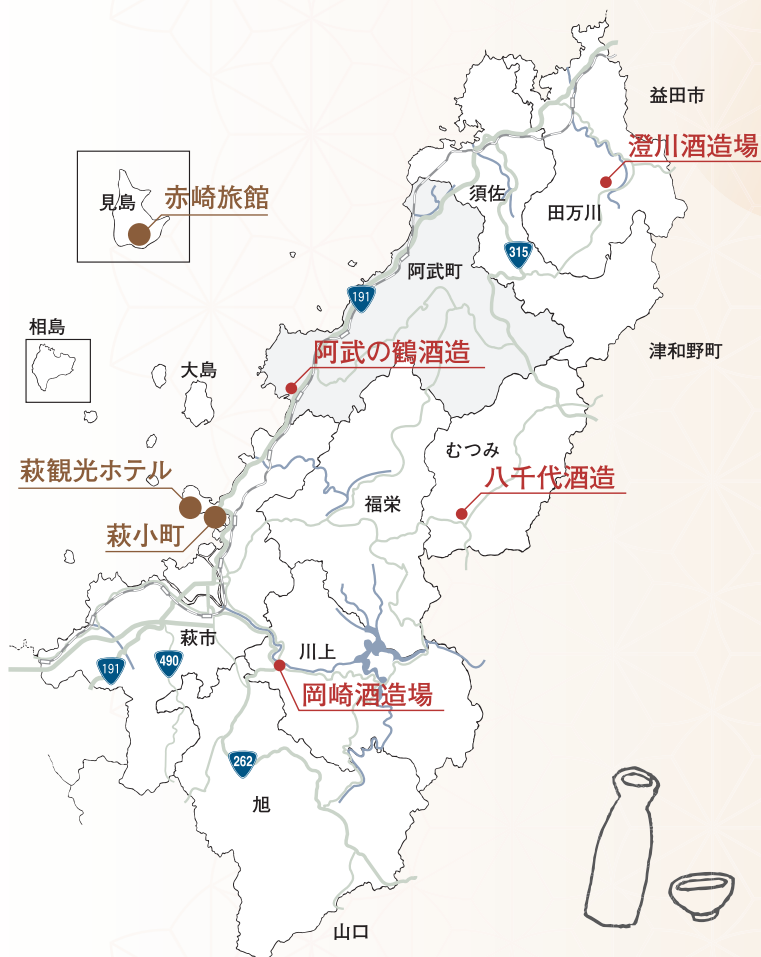 益田市
澄川酒造場
須佐
田万川
見島
赤崎旅館
315
阿武町
191
相島
大島
阿武の鶴酒造
津和野町
むつみ
八千代酒造
萩観光ホテル
萩小町
福栄
萩市
川上
191
490
岡崎酒造場
262
旭
山口